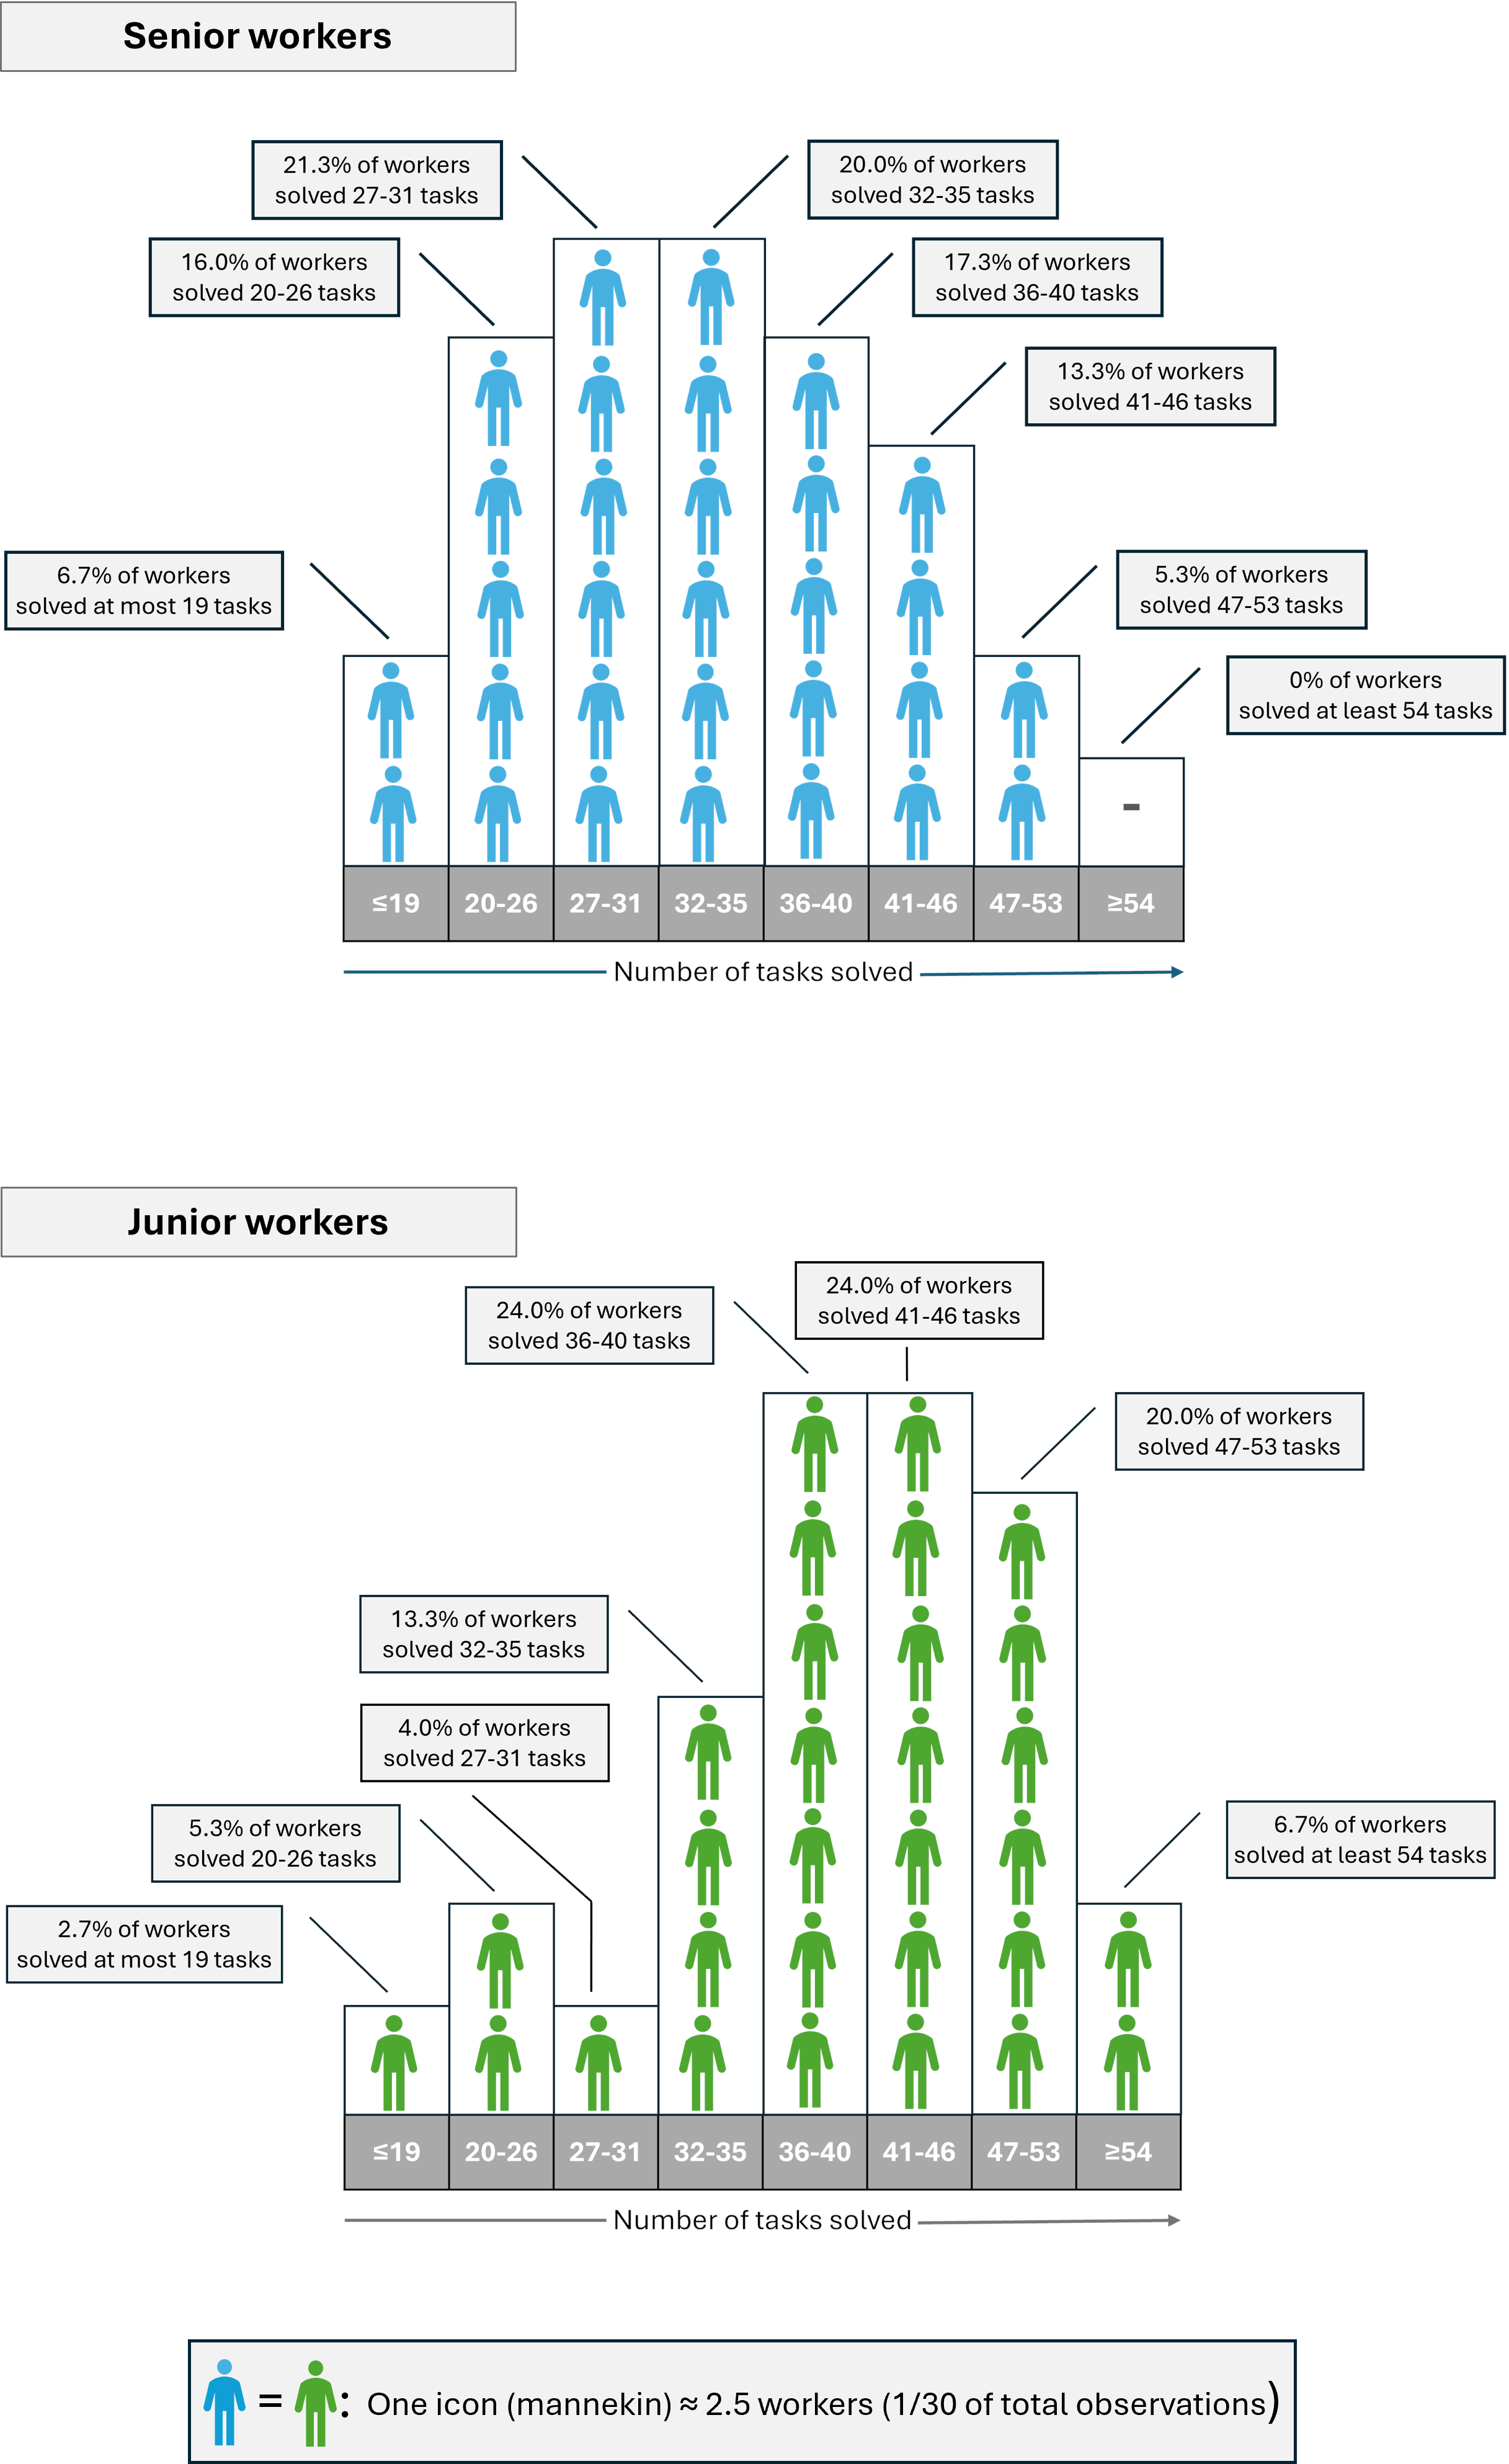 Senior workers
21.3% of workers
solved 27-31 tasks
20.0% of workers
solved 32-35 tasks
16.0% of workers
solved 20-26 tasks
17.3% of workers
solved 36-40 tasks
13.3% of workers
solved 41-46 tasks
6.7% of workers
solved at most 19 tasks
5.3% of workers
solved 47-53 tasks
0% of workers
solved at least 54 tasks
-
≤19 20-26 27-31 32-35 36-40 41-46 47-53 ≥54
Number of tasks solved
Junior workers
24.0% of workers
solved 36-40 tasks
24.0% of workers
solved 41-46 tasks
20.0% of workers
solved 47-53 tasks
13.3% of workers
solved 32-35 tasks
4.0% of workers
solved 27-31 tasks
5.3% of workers
solved 20-26 tasks
6.7% of workers
solved at least 54 tasks
2.7% of workers
solved at most 19 tasks
≤19 20-26 27-31 32-35 36-40 41-46 47-53 ≥54
Number of tasks solved
= : One icon (mannekin) ≈ 2.5 workers (1/30 of total observations)